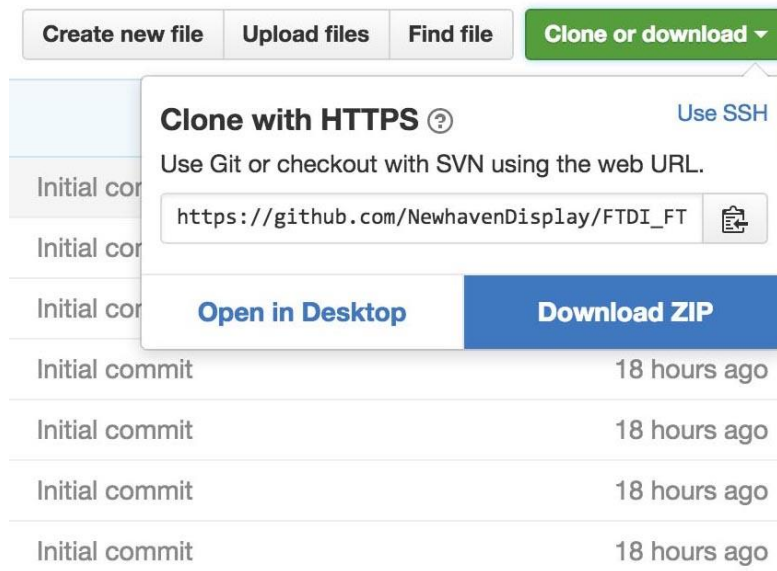 Create new file Upload files Find file Clone or download
Clone with HTTPS ? Use SSH
Use Git or checkout with SVN using the web URL.
Initial com
https://github.com/NewhavenDisplay/FTDI_FT
Initial com
Initial com
Open in Desktop Download ZIP
Initial commit 18 hours ago
Initial commit 18 hours ago
Initial commit 18 hours ago
Initial commit 18 hours ago